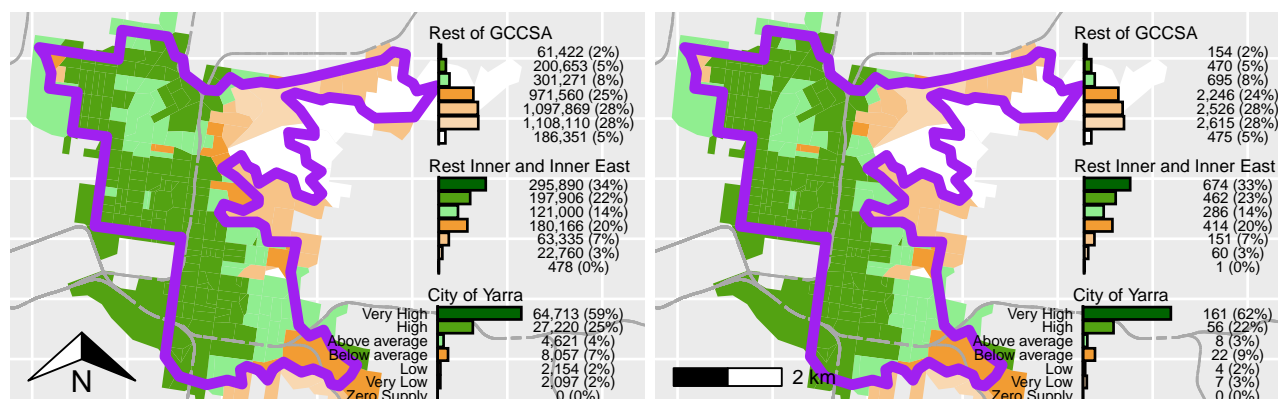 Rest of GCCSA
61,422 (2%)
200,653 (5%)
301,271 (8%)
971,560 (25%)
1,097,869 (28%)
1,108,110 (28%)
186,351 (5%)
Rest Inner and Inner East
295,890 (34%)
197,906 (22%)
121,000 (14%)
180,166 (20%)
63,335 (7%)
22,760 (3%)
478 (0%)
City of Yarra
Very High 64,713 (59%)
High 27,220 (25%)
Above average 4,621 (4%)
Below average 8,057 (7%)
Low 2,154 (2%)
Very Low 2,097 (2%)
Zero Supply 0 (0%)
N
Rest of GCCSA
154 (2%)
470 (5%)
695 (8%)
2,246 (24%)
2,526 (28%)
2,615 (28%)
475 (5%)
Rest Inner and Inner East
674 (33%)
462 (23%)
286 (14%)
414 (20%)
151 (7%)
60 (3%)
1 (0%)
City of Yarra
Very High 161 (62%)
High 56 (22%)
Above average 8 (3%)
Below average 22 (9%)
Low 4 (2%)
Very Low 7 (3%)
Zero Supply 0 (0%)
2 km